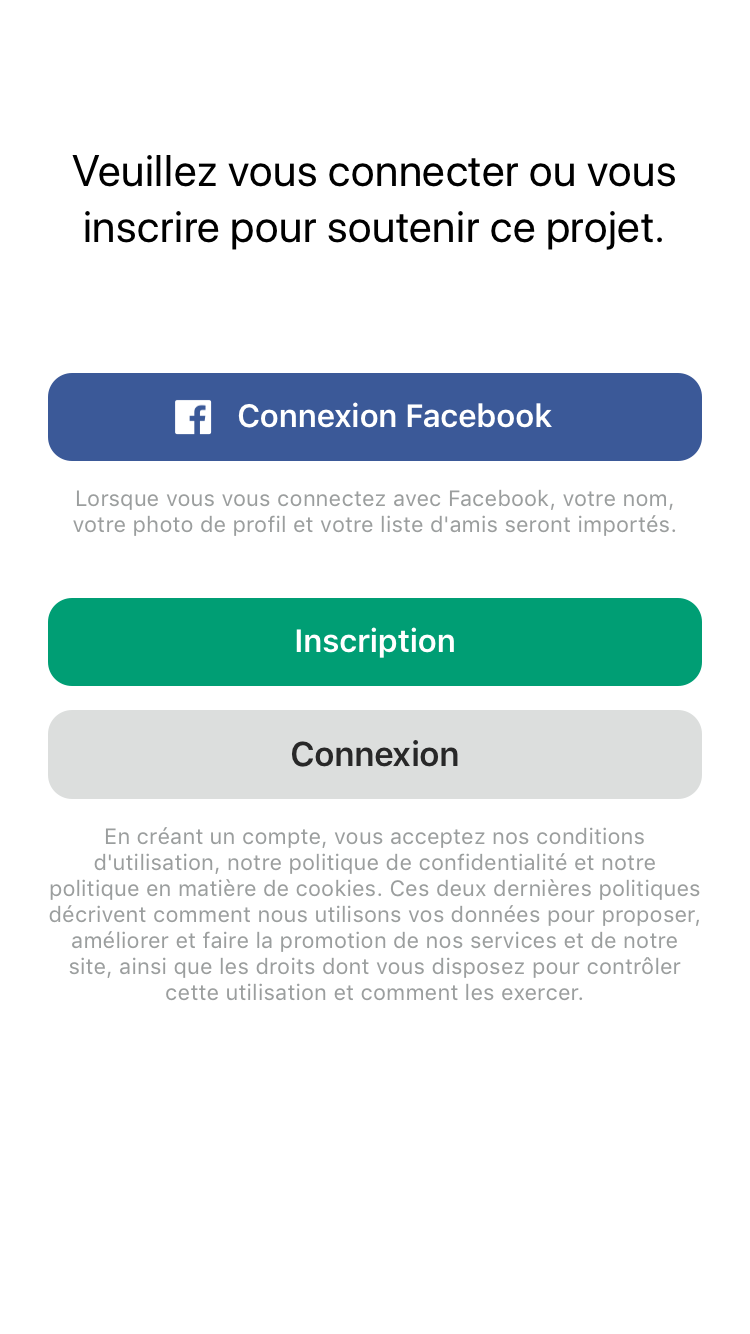 Veuillez vous connecter ou vous
inscrire pour soutenir ce projet.
Connexion Facebook
Lorsque vous vous connectez avec Facebook, votre nom,
votre photo de profil et votre liste d'amis seront importés.
Inscription
Connexion
En créant un compte, vous acceptez nos conditions
d'utilisation, notre politique de confidentialité et notre
politique en matière de cookies. Ces deux dernières politiques
décrivent comment nous utilisons vos données pour proposer,
améliorer et faire la promotion de nos services et de notre
site, ainsi que les droits dont vous disposez pour contrôler
cette utilisation et comment les exercer.